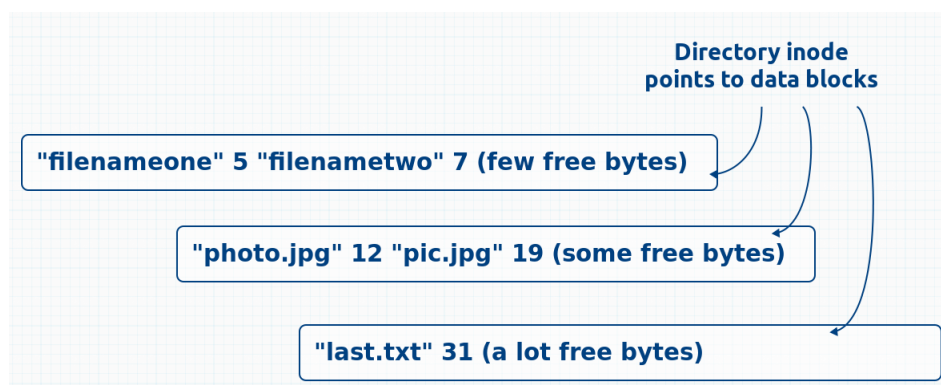 Directory inode
points to data blocks
"filenameone" 5 "filenametwo" 7 (few free bytes)
"photo.jpg" 12 "pic.jpg" 19 (some free bytes)
"last.txt" 31 (a lot free bytes)